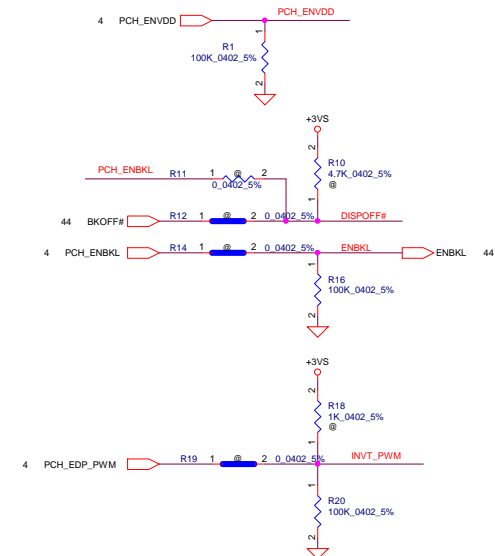 4 PCH_ENVDD PCH_ENVDD
1
R1
100K_0402_5%
2
+3VS
2
PCH_ENBKL R11 1 @ 2 R10
0_0402_5% 4.7K_0402_5%
1 @
44 BKOFF# R12 1 @ 2 0_0402_5% DISPOFF#
4 PCH_ENBKL R14 1 @ 2 0_0402_5% ENBKL ENBKL 44
1
R16
100K_0402_5%
2
+3VS
2
R18
1K_0402_5%
1 @
4 PCH_EDP_PWM R19 1 @ 2 0_0402_5% INVT_PWM
1
R20
100K_0402_5%
2